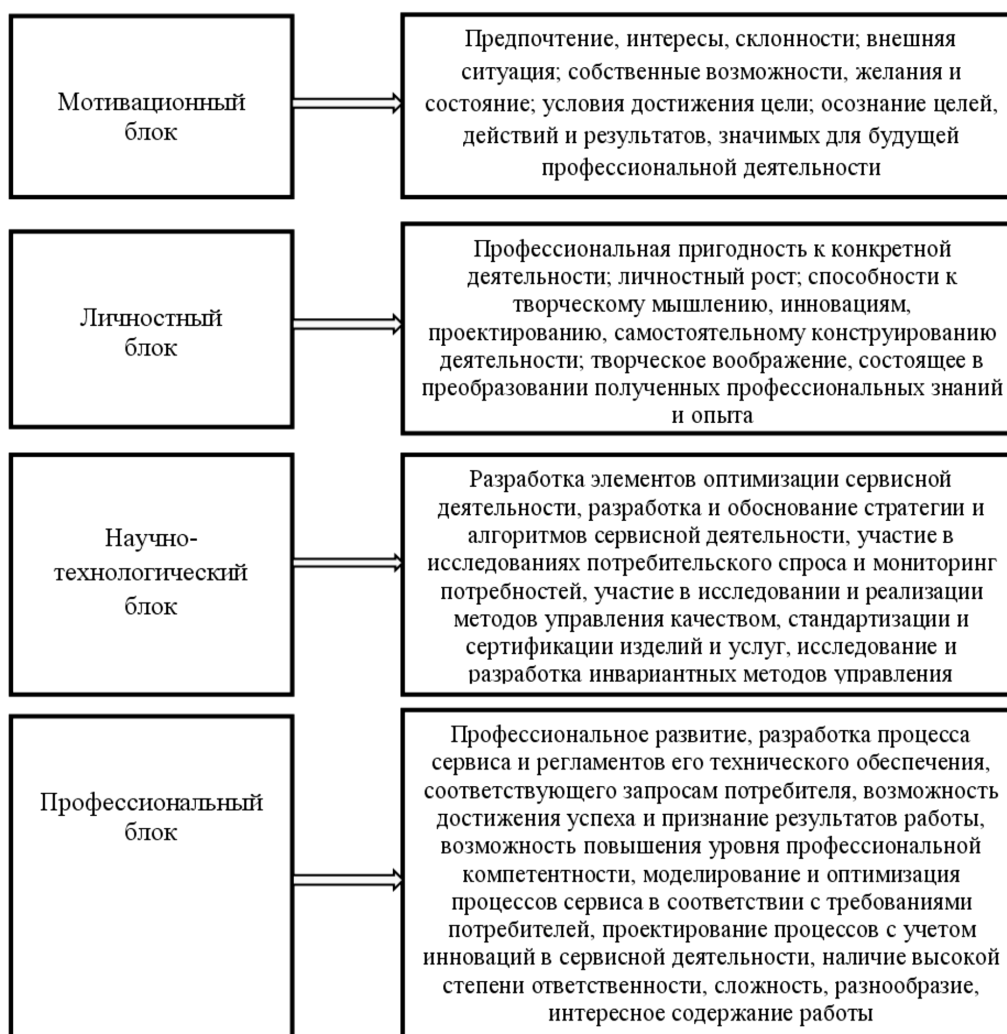 Мотивационный
блок
Предпочтение, интересы, склонности; внешняя
ситуация; собственные возможности, желания и
состояние; условия достижения цели; осознание целей,
действий и результатов, значимых для будущей
профессиональной деятельности
Личностный
блок
Профессиональная пригодность к конкретной
деятельности; личностный рост; способности к
творческому мышлению, инновациям,
проектированию, самостоятельному конструированию
деятельности; творческое воображение, состоящее в
преобразовании полученных профессиональных знаний
и опыта
Научно-
технологический
блок
Разработка элементов оптимизации сервисной
деятельности, разработка и обоснование стратегии и
алгоритмов сервисной деятельности, участие в
исследованиях потребительского спроса и мониторинг
потребностей, участие в исследовании и реализации
методов управления качеством, стандартизации и
сертификации изделий и услуг, исследование и
разработка инвариантных методов управления
Профессиональный
блок
Профессиональное развитие, разработка процесса
сервиса и регламентов его технического обеспечения,
соответствующего запросам потребителя, возможность
достижения успеха и признание результатов работы,
возможность повышения уровня профессиональной
компетентности, моделирование и оптимизация
процессов сервиса в соответствии с требованиями
потребителей, проектирование процессов с учетом
инноваций в сервисной деятельности, наличие высокой
степени ответственности, сложность, разнообразие,
интересное содержание работы